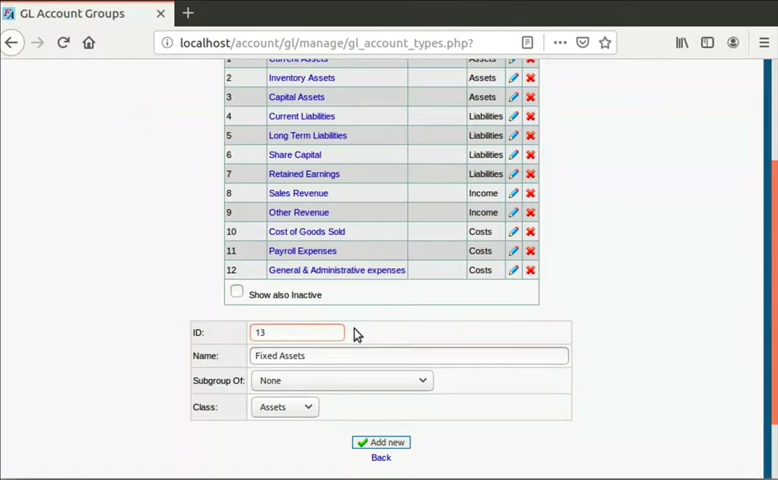 GL Account Groups
localhost/account/gl/manage/gl_account_types.php?
1 Current Assets Assets
2 Inventory Assets Assets
3 Capital Assets Assets
4 Current Liabilities Liabilities
5 Long Term Liabilities Liabilities
6 Share Capital Liabilities
7 Retained Earnings Liabilities
8 Sales Revenue Income
9 Other Revenue Income
10 Cost of Goods Sold Costs
11 Payroll Expenses Costs
12 General & Administrative expenses Costs
Show also Inactive
ID: 13
Name: Fixed Assets
Subgroup Of: None
Class: Assets
Add new
Back